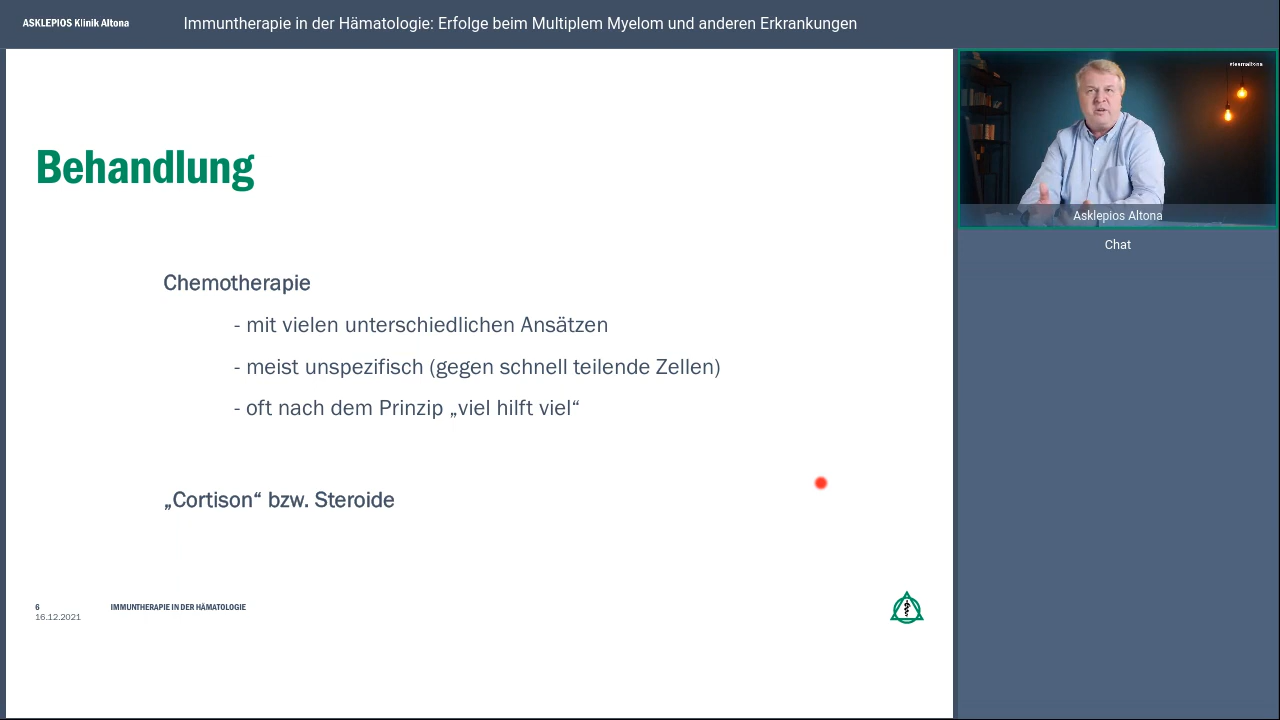 ASKLEPIOS Klinik Altona
Immuntherapie in der Hämatologie: Erfolge beim Multiplem Myelom und anderen Erkrankungen
#teamaltona
Behandlung
Asklepios Altona
Chat
Chemotherapie
- mit vielen unterschiedlichen Ansätzen
- meist unspezifisch (gegen schnell teilende Zellen)
- oft nach dem Prinzip „viel hilft viel“
„Cortison“ bzw. Steroide
6 IMMUNTHERAPIE IN DER HÄMATOLOGIE
16.12.2021